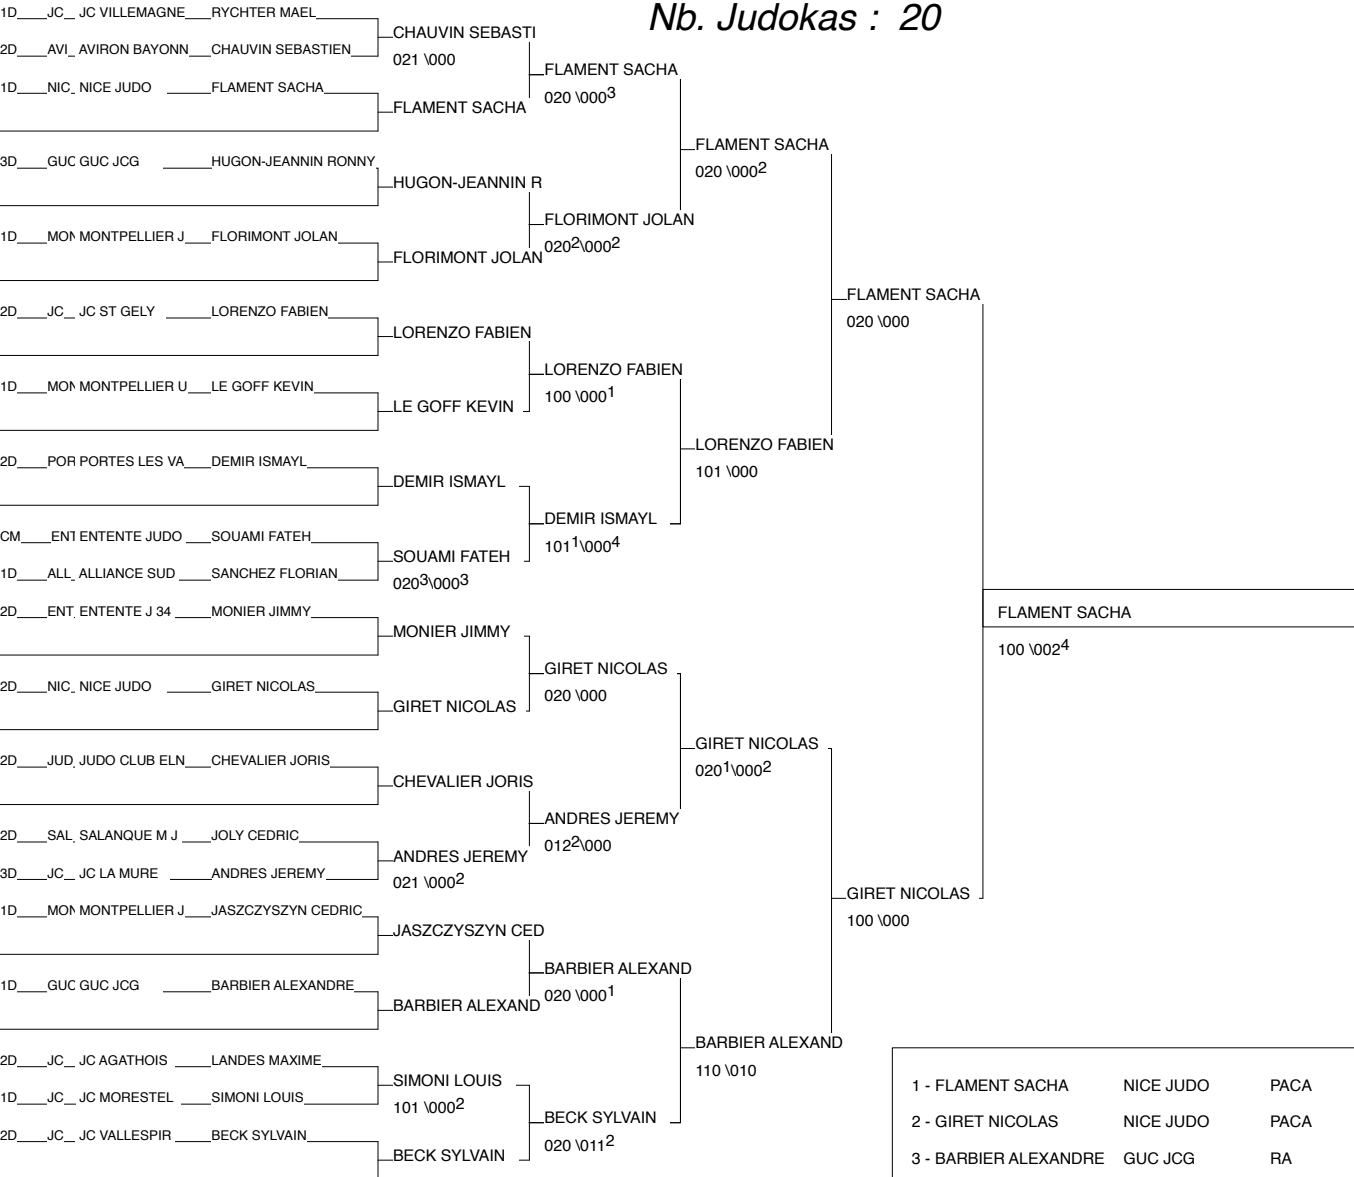 Nb. Judokas : 20
1D JC JC VILLEMAGNE RYCHTER MAEL
2D AVI AVIRON BAYONN CHAUVIN SEBASTIEN
1D NIC NICE JUDO FLAMENT SACHA
3D GUC GUC JCG HUGON-JEANNIN RONNY
1D MON MONTPELLIER J FLORIMONT JOLAN
2D JC JC ST GELY LORENZO FABIEN
1D MON MONTPELLIER U LE GOFF KEVIN
2D POR PORTES LES VA DEMIR ISMAYL
CM ENT ENTENTE JUDO SOUAMI FATEH
1D ALL ALLIANCE SUD SANCHEZ FLORIAN
2D ENT ENTENTE J 34 MONIER JIMMY
2D NIC NICE JUDO GIRET NICOLAS
2D JUD JUDO CLUB ELN CHEVALIER JORIS
2D SAL SALANQUE M J JOLY CEDRIC
3D JC JC LA MURE ANDRES JEREMY
1D MON MONTPELLIER J JASZCZYSZYN CEDRIC
1D GUC GUC JCG BARBIER ALEXANDRE
2D JC JC AGATHOIS LANDES MAXIME
1D JC JC MORESTEL SIMONI LOUIS
2D JC JC VALLESPIR BECK SYLVAIN
CHAUVIN SEBASTI
021 \000
FLAMENT SACHA
HUGON-JEANNIN R
FLORIMONT JOLAN
LORENZO FABIEN
LE GOFF KEVIN
DEMIR ISMAYL
SOUAMI FATEH
020³\000³
MONIER JIMMY
GIRET NICOLAS
CHEVALIER JORIS
ANDRES JEREMY
021 \000²
JASZCZYSZYN CED
BARBIER ALEXAND
SIMONI LOUIS
101 \000²
BECK SYLVAIN
FLAMENT SACHA
020 \000³
FLORIMONT JOLAN
020²\000²
LORENZO FABIEN
100 \000¹
DEMIR ISMAYL
101¹\000⁴
GIRET NICOLAS
020 \000
ANDRES JEREMY
012²\000
BARBIER ALEXAND
020 \000¹
BECK SYLVAIN
020 \011²
FLAMENT SACHA
020 \000²
LORENZO FABIEN
101 \000
GIRET NICOLAS
020¹\000²
BARBIER ALEXAND
110 \010
FLAMENT SACHA
020 \000
GIRET NICOLAS
100 \000
FLAMENT SACHA
100 \002⁴
1 - FLAMENT SACHA NICE JUDO PACA
2 - GIRET NICOLAS NICE JUDO PACA
3 - BARBIER ALEXANDRE GUC JCG RA